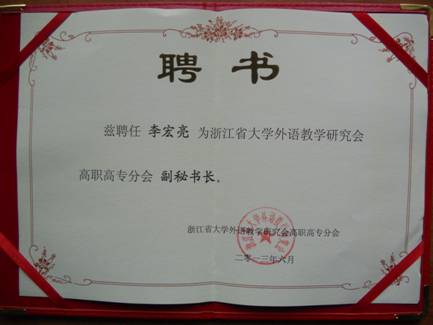 聘书
兹聘任 李宏亮 为浙江省大学外语教学研究会
高职高专分会 副秘书长。
浙江省大学外语教学研究会高职高专分会
二〇一三年六月